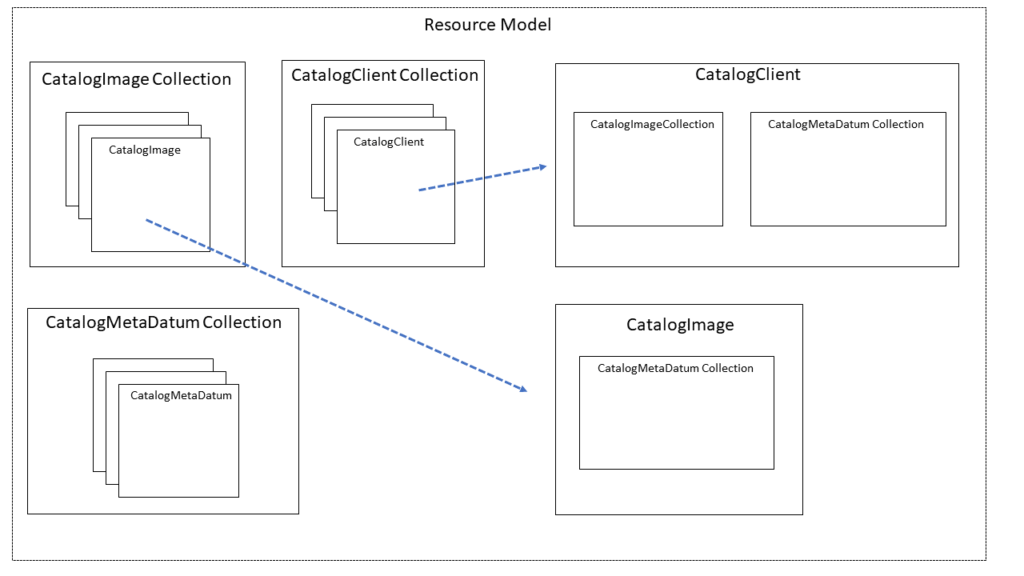 Resource Model
CatalogImage Collection
CatalogImage
CatalogClient Collection
CatalogClient
CatalogClient
CatalogImageCollection
CatalogMetaDatum Collection
CatalogMetaDatum Collection
CatalogMetaDatum
CatalogImage
CatalogMetaDatum Collection